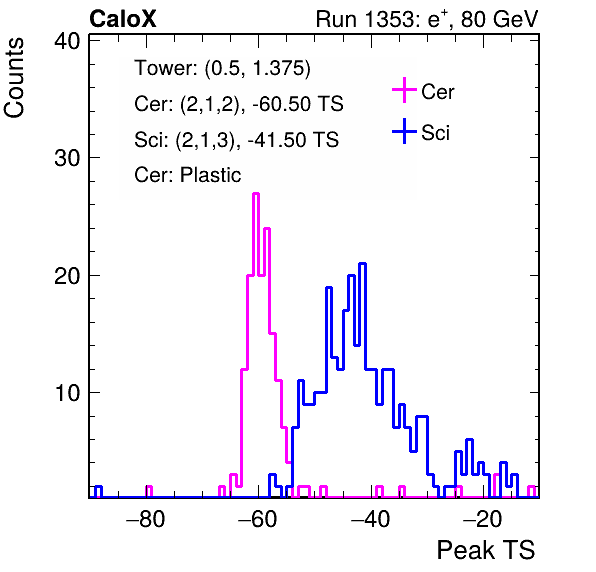 CaloX Run 1353: e⁺, 80 GeV
Counts
40
30
20
10
Tower: (0.5, 1.375)
Cer: (2,1,2), -60.50 TS
Sci: (2,1,3), -41.50 TS
Cer: Plastic
Cer
Sci
−80 −60 −40 −20
Peak TS